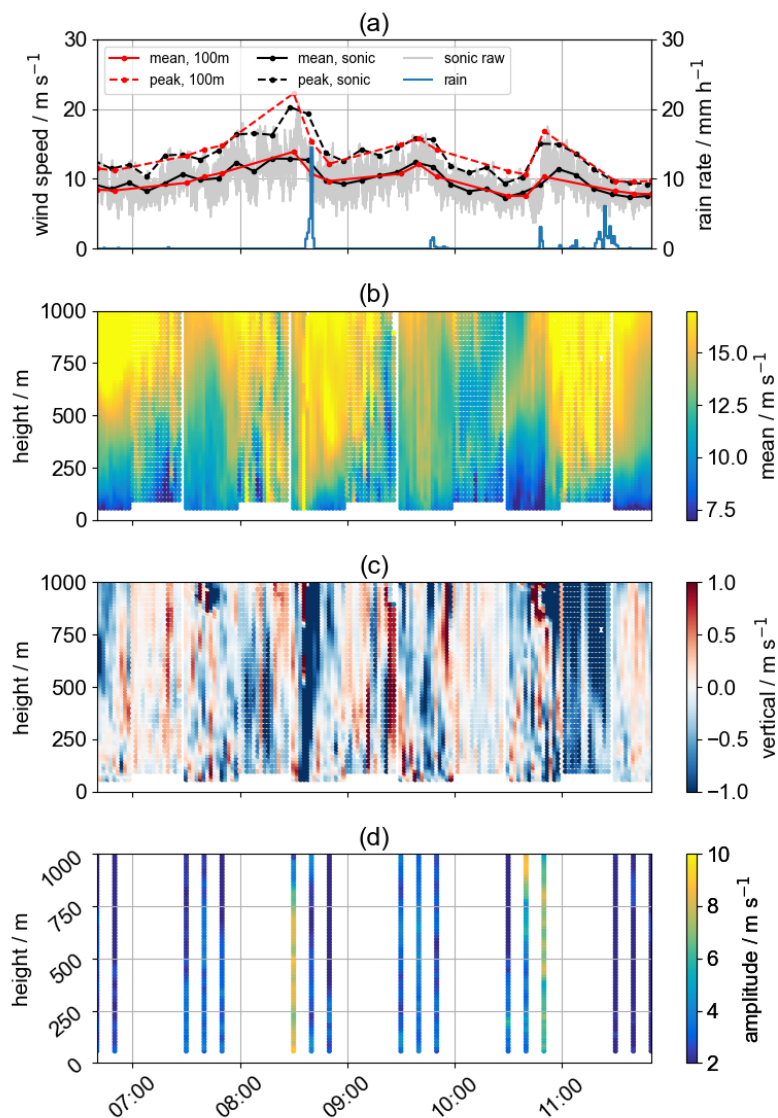 (a)
30
20
10
0
wind speed / m s⁻¹
mean, 100m
peak, 100m
mean, sonic
peak, sonic
sonic raw
rain
30
20
10
0
rain rate / mm h⁻¹
(b)
1000
750
500
250
0
height / m
15.0
12.5
10.0
7.5
mean / m s⁻¹
(c)
1000
750
500
250
0
height / m
1.0
0.5
0.0
−0.5
−1.0
vertical / m s⁻¹
(d)
1000
750
500
250
0
height / m
10
8
6
4
2
amplitude / m s⁻¹
07:00
08:00
09:00
10:00
11:00